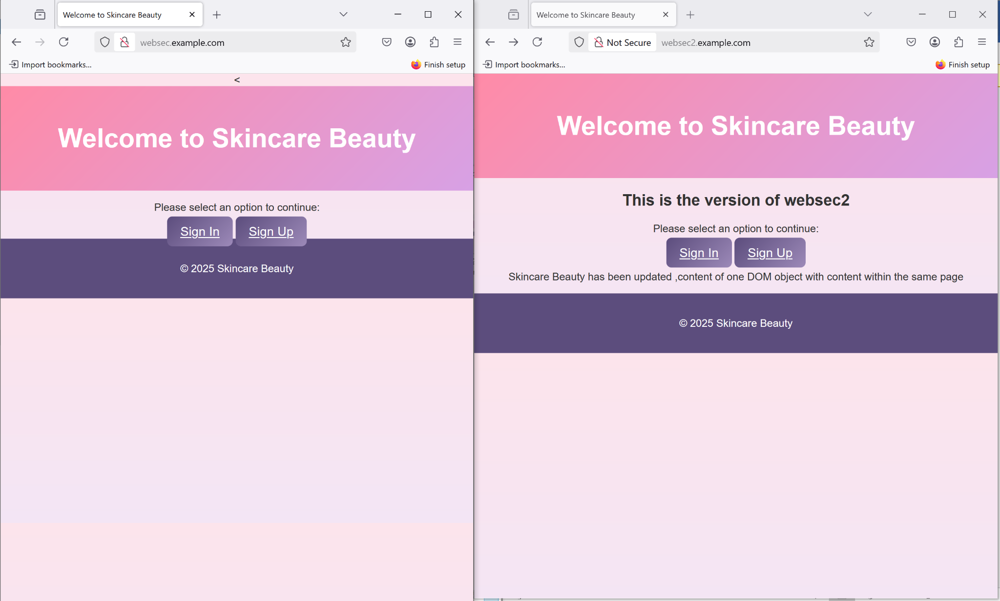 Welcome to Skincare Beauty
websec.example.com
Import bookmarks...
Finish setup
<
Welcome to Skincare Beauty
Please select an option to continue:
Sign In Sign Up
© 2025 Skincare Beauty
Welcome to Skincare Beauty
Not Secure websec2.example.com
Import bookmarks...
Finish setup
Welcome to Skincare Beauty
This is the version of websec2
Please select an option to continue:
Sign In Sign Up
Skincare Beauty has been updated ,content of one DOM object with content within the same page
© 2025 Skincare Beauty